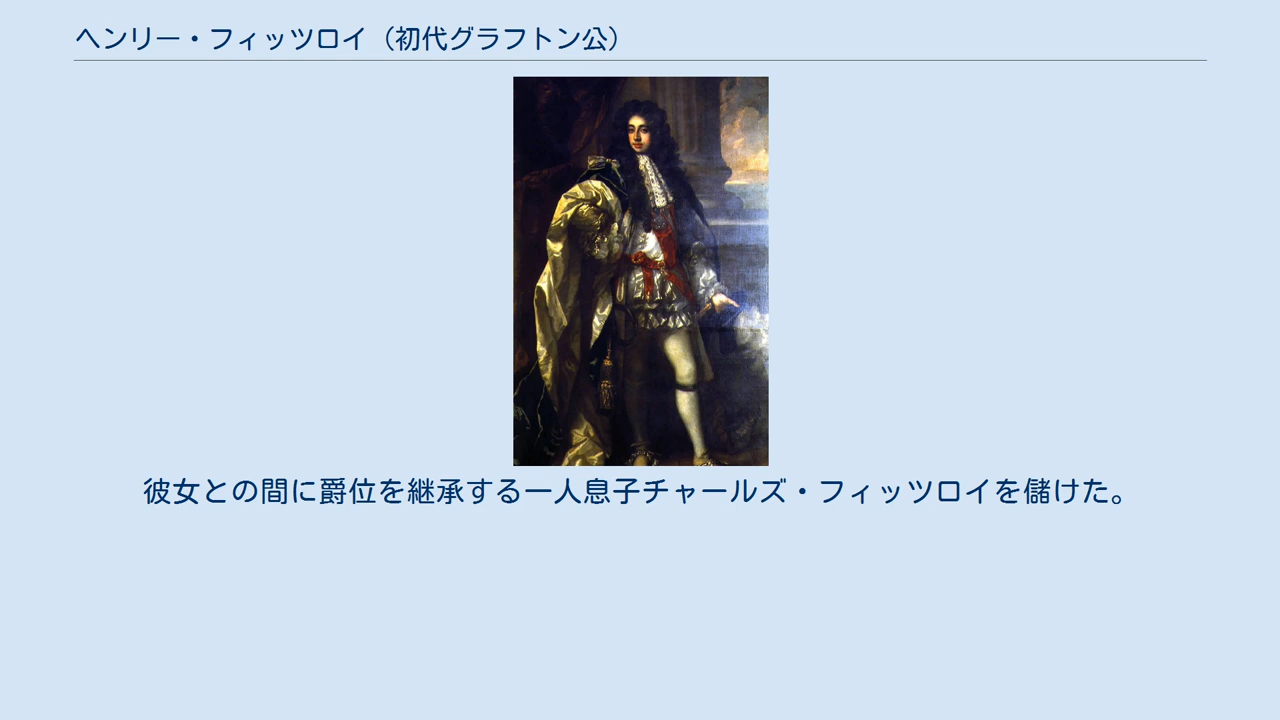 ヘンリー・フィッツロイ（初代グラフトン公）
彼女との間に爵位を継承する一人息子チャールズ・フィッツロイを儲けた。